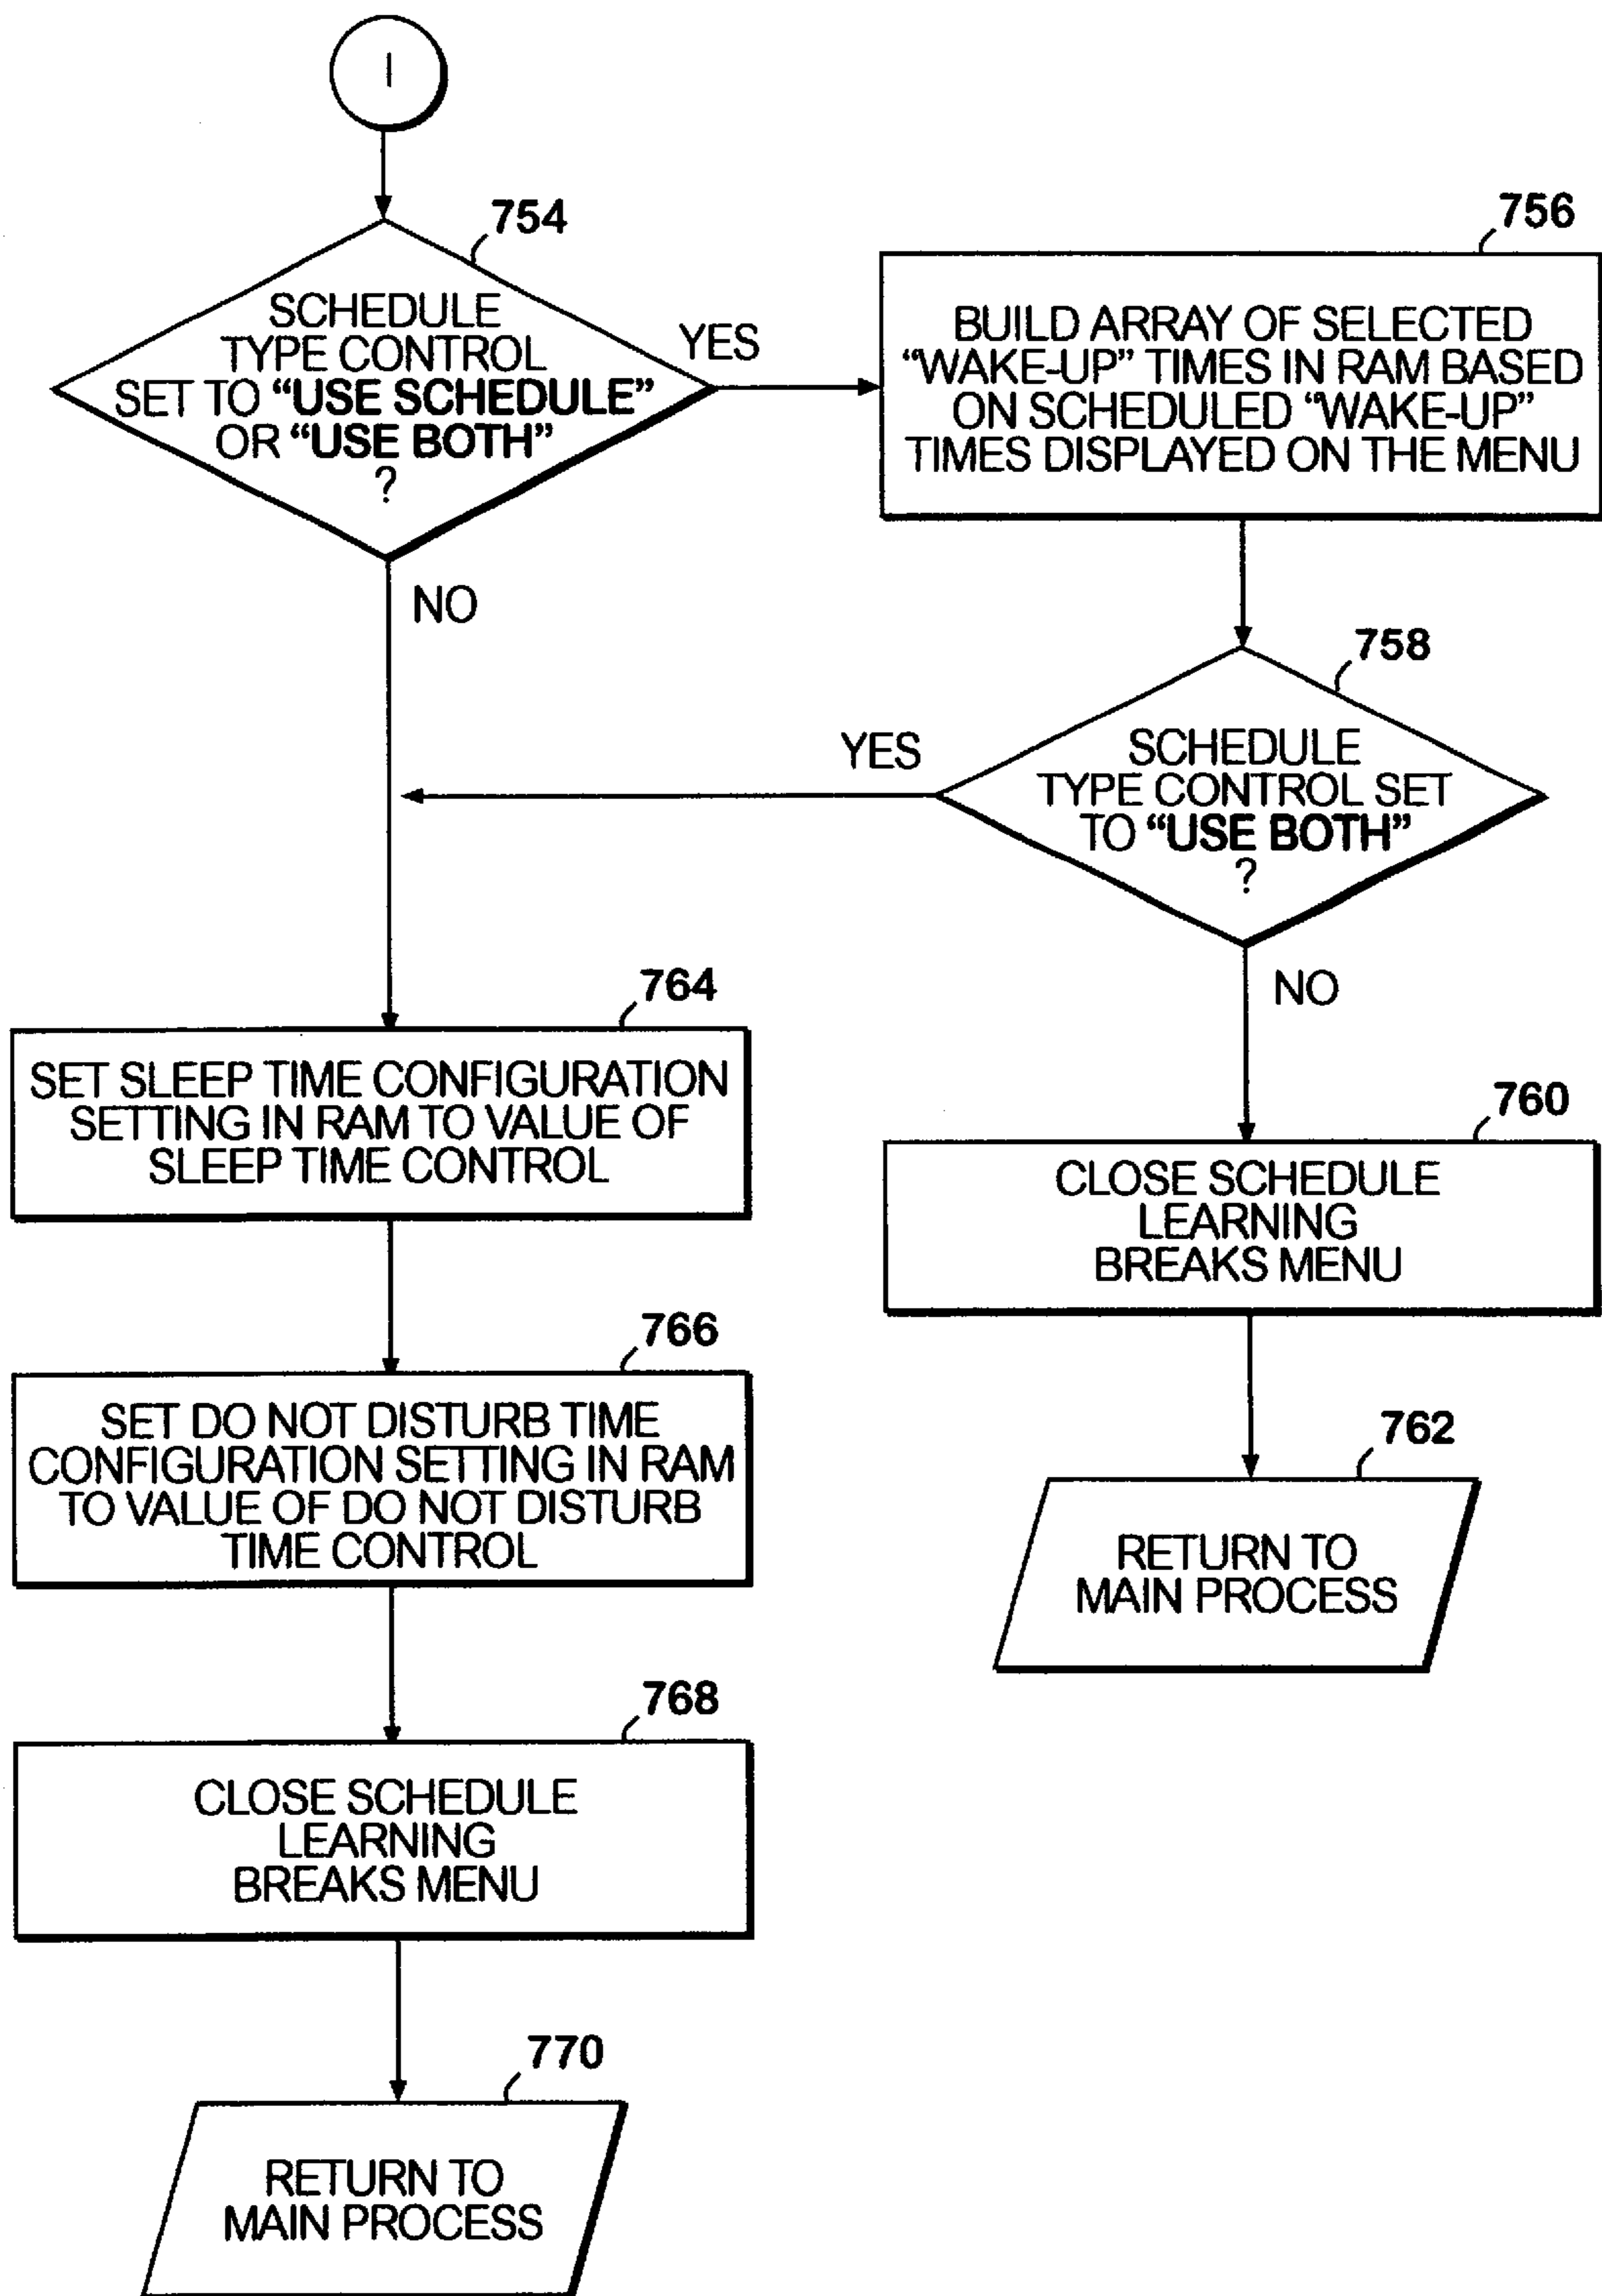 I
754
SCHEDULE
TYPE CONTROL
SET TO “USE SCHEDULE”
OR “USE BOTH”
?
YES
756
BUILD ARRAY OF SELECTED
“WAKE-UP” TIMES IN RAM BASED
ON SCHEDULED “WAKE-UP”
TIMES DISPLAYED ON THE MENU
NO
758
SCHEDULE
TYPE CONTROL SET
TO “USE BOTH”
?
YES
NO
764
SET SLEEP TIME CONFIGURATION
SETTING IN RAM TO VALUE OF
SLEEP TIME CONTROL
760
CLOSE SCHEDULE
LEARNING
BREAKS MENU
766
SET DO NOT DISTURB TIME
CONFIGURATION SETTING IN RAM
TO VALUE OF DO NOT DISTURB
TIME CONTROL
762
RETURN TO
MAIN PROCESS
768
CLOSE SCHEDULE
LEARNING
BREAKS MENU
770
RETURN TO
MAIN PROCESS